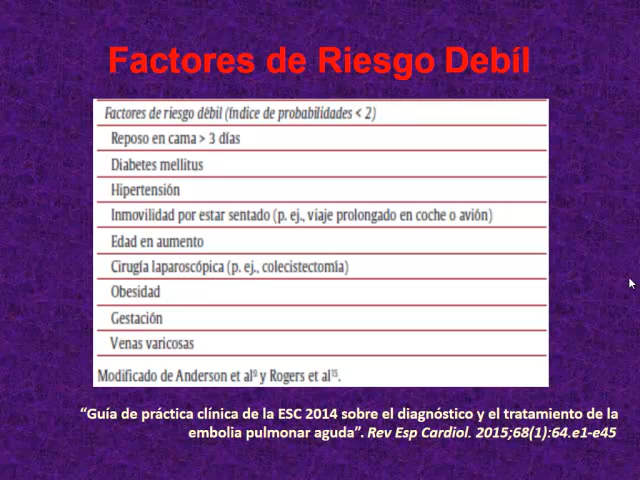 Factores de Riesgo Debíl
Factores de riesgo débil (índice de probabilidades < 2)
Reposo en cama > 3 días
Diabetes mellitus
Hipertensión
Inmovilidad por estar sentado (p. ej., viaje prolongado en coche o avión)
Edad en aumento
Cirugía laparoscópica (p. ej., colecistectomía)
Obesidad
Gestación
Venas varicosas
Modificado de Anderson et al⁹ y Rogers et al¹⁵.
“Guía de práctica clínica de la ESC 2014 sobre el diagnóstico y el tratamiento de la
embolia pulmonar aguda”. Rev Esp Cardiol. 2015;68(1):64.e1-e45